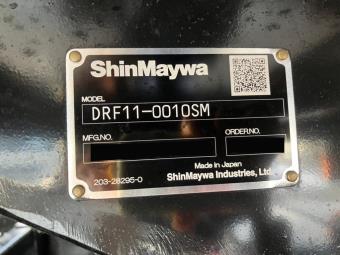 ShinMaywa
MODEL
DRF11-0010SM
MFG.NO.
ORDER.NO.
Made in Japan
203-28295-0
ShinMaywa Industries, Ltd.